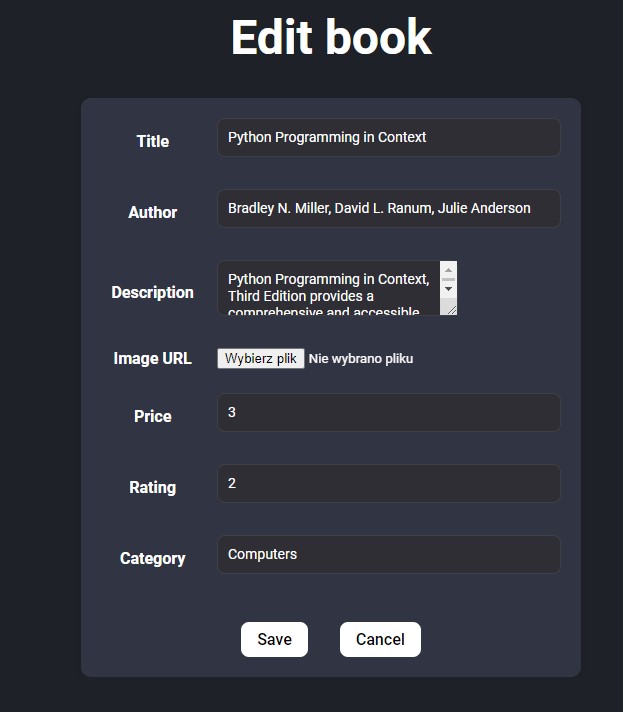 Edit book
Title
Python Programming in Context
Author
Bradley N. Miller, David L. Ranum, Julie Anderson
Description
Python Programming in Context,
Third Edition provides a
comprehensive and accessible
Image URL
Wybierz plik Nie wybrano pliku
Price
3
Rating
2
Category
Computers
Save
Cancel